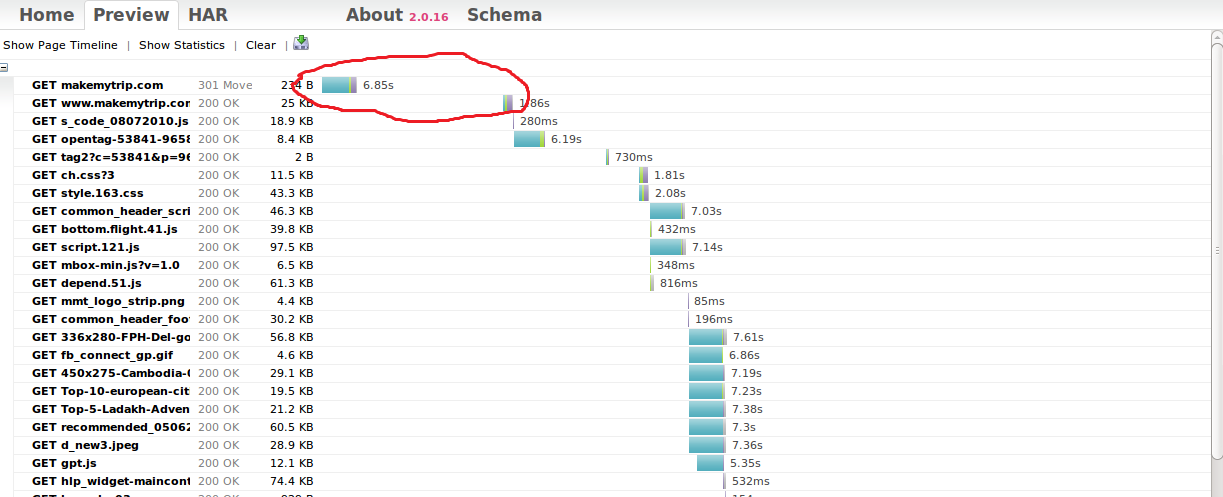 Home Preview HAR About 2.0.16 Schema
Show Page Timeline | Show Statistics | Clear |
GET makemytrip.com 301 Move 234 B 6.85s
GET www.makemytrip.com 200 OK 25 KB 1.86s
GET s_code_08072010.js 200 OK 18.9 KB 280ms
GET opentag-53841-9658 200 OK 8.4 KB 6.19s
GET tag2?c=53841&p=96 200 OK 2 B 730ms
GET ch.css?3 200 OK 11.5 KB 1.81s
GET style.163.css 200 OK 43.3 KB 2.08s
GET common_header_scri 200 OK 46.3 KB 7.03s
GET bottom.flight.41.js 200 OK 39.8 KB 432ms
GET script.121.js 200 OK 97.5 KB 7.14s
GET mbox-min.js?v=1.0 200 OK 6.5 KB 348ms
GET depend.51.js 200 OK 61.3 KB 816ms
GET mmt_logo_strip.png 200 OK 4.4 KB 85ms
GET common_header_foo 200 OK 30.2 KB 196ms
GET 336x280-FPH-Del-go 200 OK 56.8 KB 7.61s
GET fb_connect_gp.gif 200 OK 4.6 KB 6.86s
GET 450x275-Cambodia- 200 OK 29.1 KB 7.19s
GET Top-10-european-cit 200 OK 19.5 KB 7.23s
GET Top-5-Ladakh-Adven 200 OK 21.2 KB 7.38s
GET recommended_05062 200 OK 60.5 KB 7.3s
GET d_new3.jpeg 200 OK 28.9 KB 7.36s
GET gpt.js 200 OK 12.1 KB 5.35s
GET hlp_widget-maincont 200 OK 74.4 KB 532ms